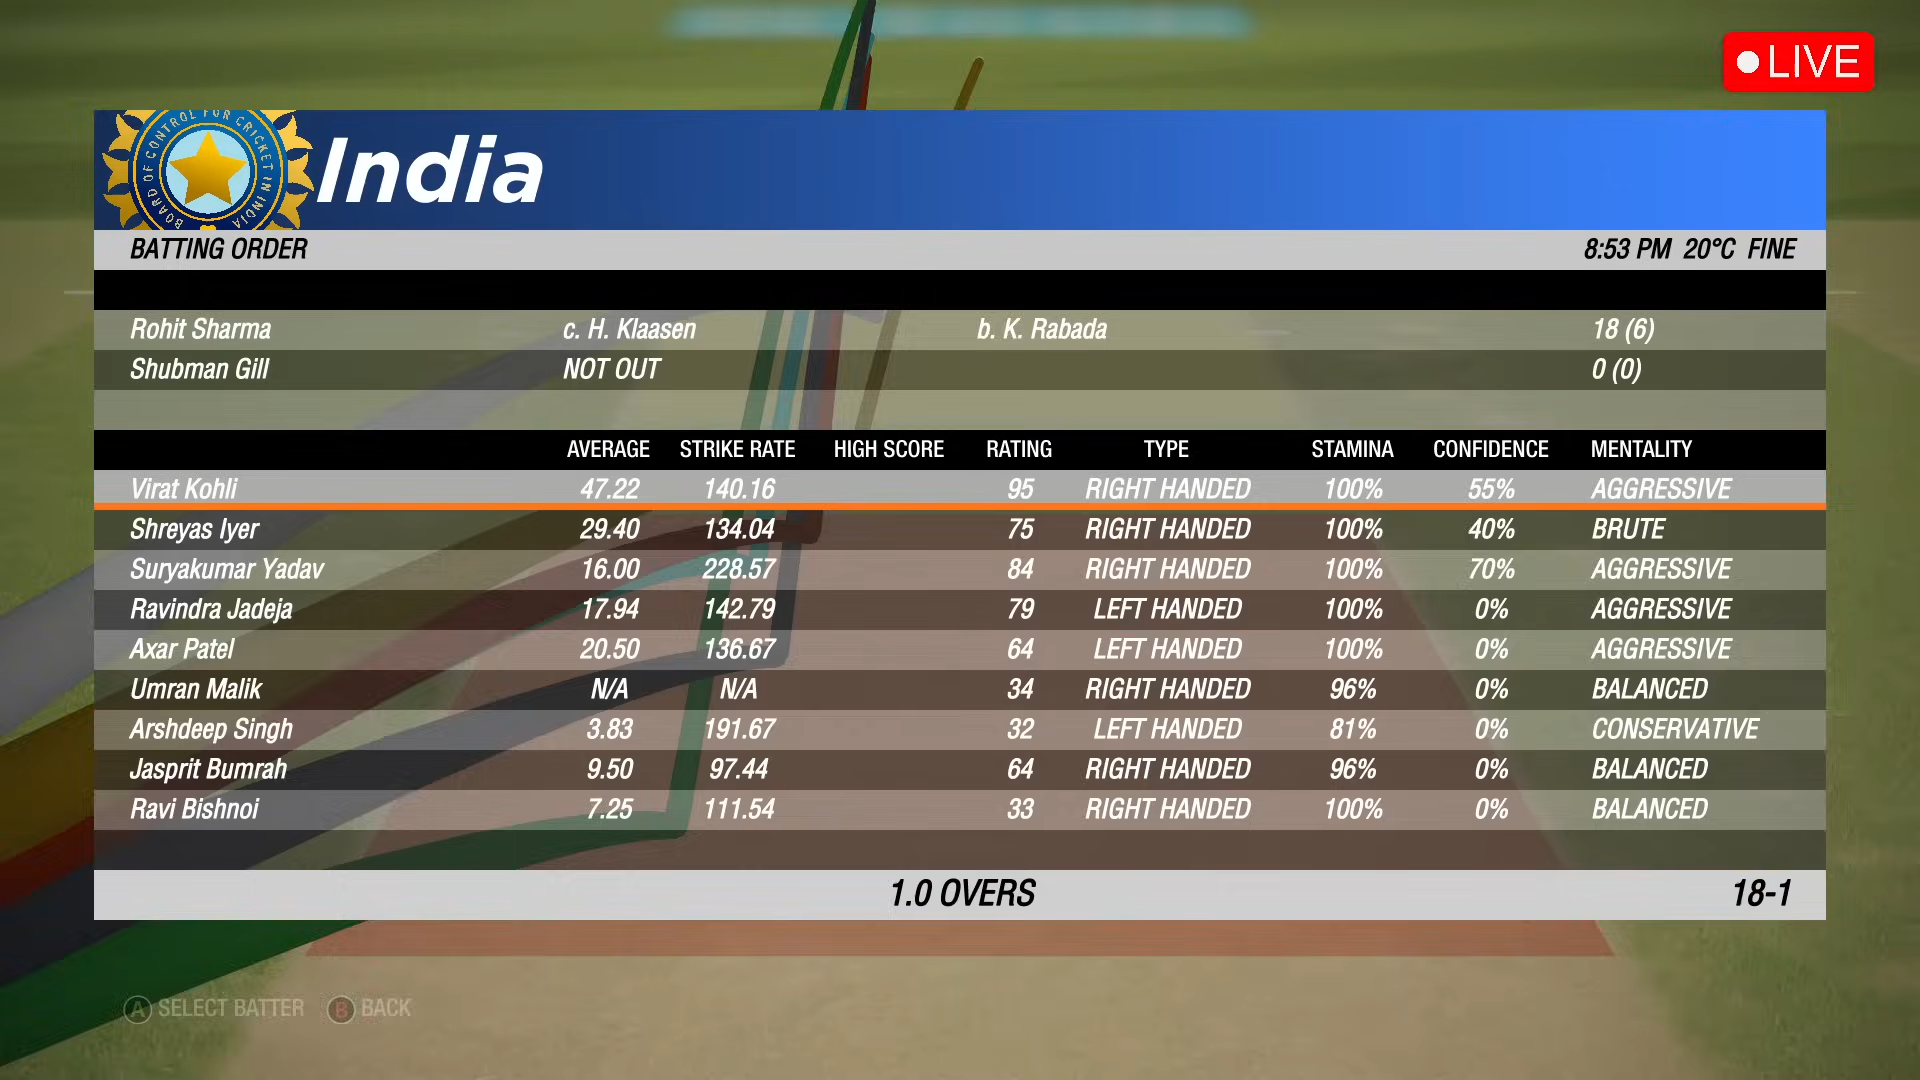 LIVE
BOARD OF CONTROL FOR CRICKET IN INDIA
India
BATTING ORDER 8:53 PM 20°C FINE
Rohit Sharma c. H. Klaasen b. K. Rabada 18 (6)
Shubman Gill NOT OUT 0 (0)
AVERAGE STRIKE RATE HIGH SCORE RATING TYPE STAMINA CONFIDENCE MENTALITY
Virat Kohli 47.22 140.16 95 RIGHT HANDED 100% 55% AGGRESSIVE
Shreyas Iyer 29.40 134.04 75 RIGHT HANDED 100% 40% BRUTE
Suryakumar Yadav 16.00 228.57 84 RIGHT HANDED 100% 70% AGGRESSIVE
Ravindra Jadeja 17.94 142.79 79 LEFT HANDED 100% 0% AGGRESSIVE
Axar Patel 20.50 136.67 64 LEFT HANDED 100% 0% AGGRESSIVE
Umran Malik N/A N/A 34 RIGHT HANDED 96% 0% BALANCED
Arshdeep Singh 3.83 191.67 32 LEFT HANDED 81% 0% CONSERVATIVE
Jasprit Bumrah 9.50 97.44 64 RIGHT HANDED 96% 0% BALANCED
Ravi Bishnoi 7.25 111.54 33 RIGHT HANDED 100% 0% BALANCED
1.0 OVERS 18-1
A SELECT BATTER B BACK